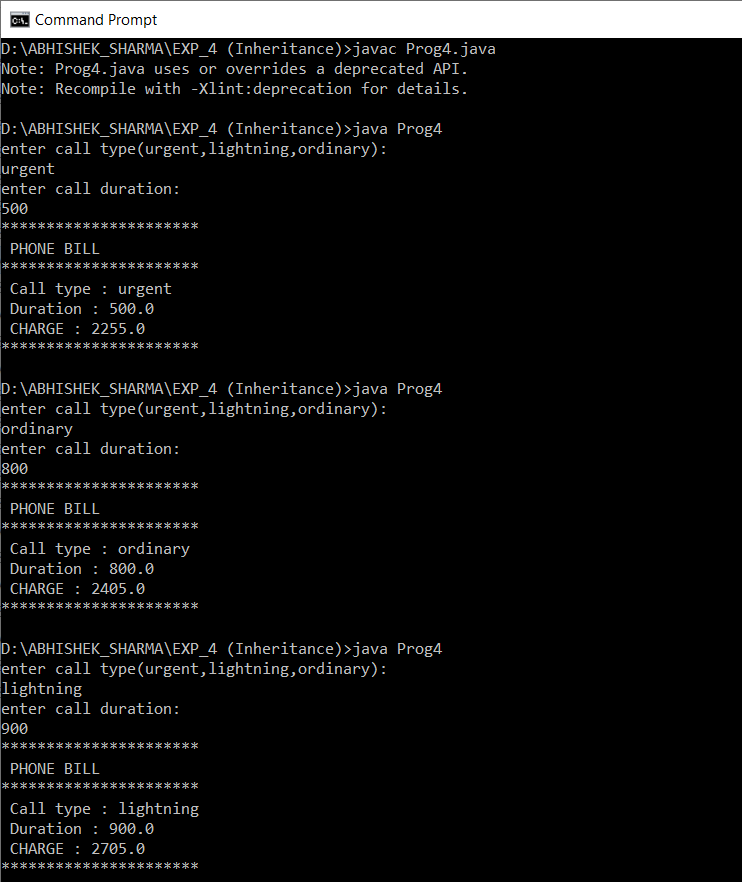 Command Prompt
D:\ABHISHEK_SHARMA\EXP_4 (Inheritance)>javac Prog4.java
Note: Prog4.java uses or overrides a deprecated API.
Note: Recompile with -Xlint:deprecation for details.
D:\ABHISHEK_SHARMA\EXP_4 (Inheritance)>java Prog4
enter call type(urgent,lightning,ordinary):
urgent
enter call duration:
500
**********************
PHONE BILL
**********************
Call type : urgent
Duration : 500.0
CHARGE : 2255.0
**********************
D:\ABHISHEK_SHARMA\EXP_4 (Inheritance)>java Prog4
enter call type(urgent,lightning,ordinary):
ordinary
enter call duration:
800
**********************
PHONE BILL
**********************
Call type : ordinary
Duration : 800.0
CHARGE : 2405.0
**********************
D:\ABHISHEK_SHARMA\EXP_4 (Inheritance)>java Prog4
enter call type(urgent,lightning,ordinary):
lightning
enter call duration:
900
**********************
PHONE BILL
**********************
Call type : lightning
Duration : 900.0
CHARGE : 2705.0
**********************